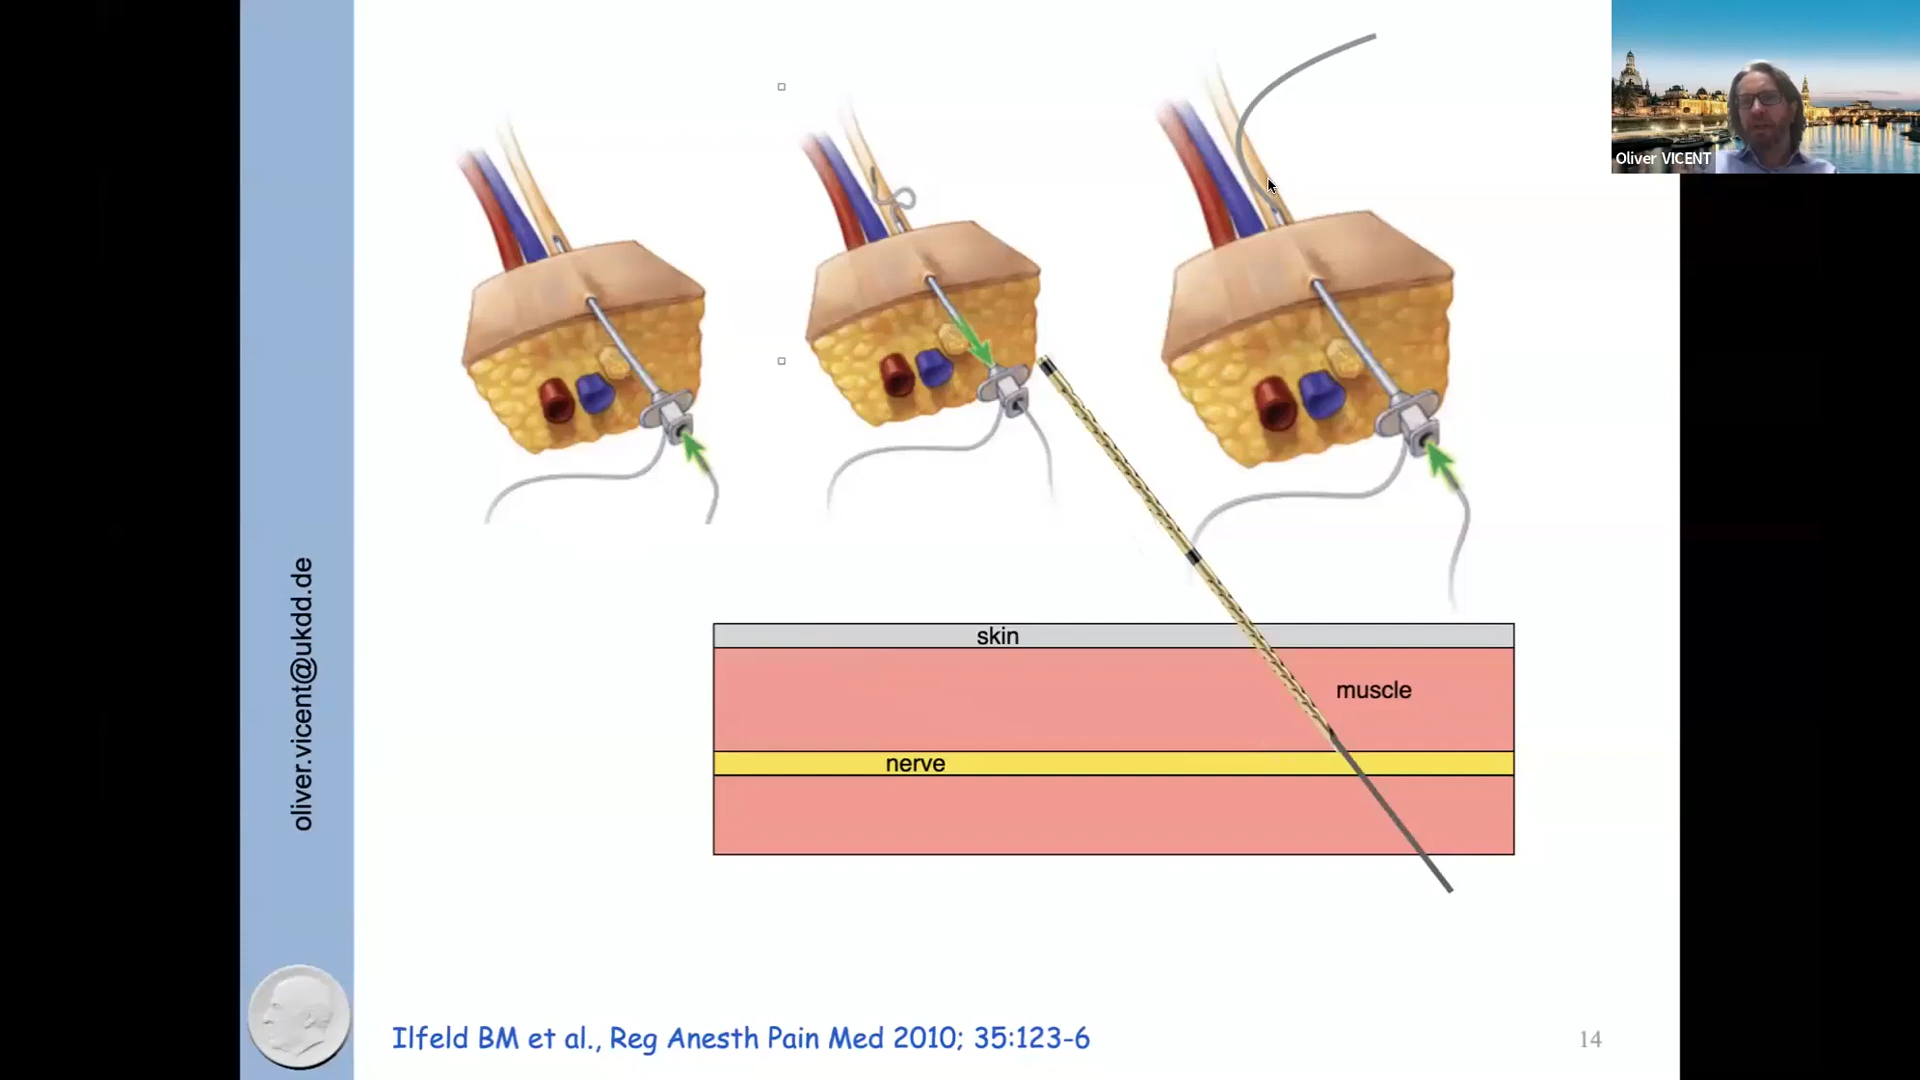 Oliver VICENT
oliver.vicent@ukdd.de
skin
muscle
nerve
Ilfeld BM et al., Reg Anesth Pain Med 2010; 35:123-6
14